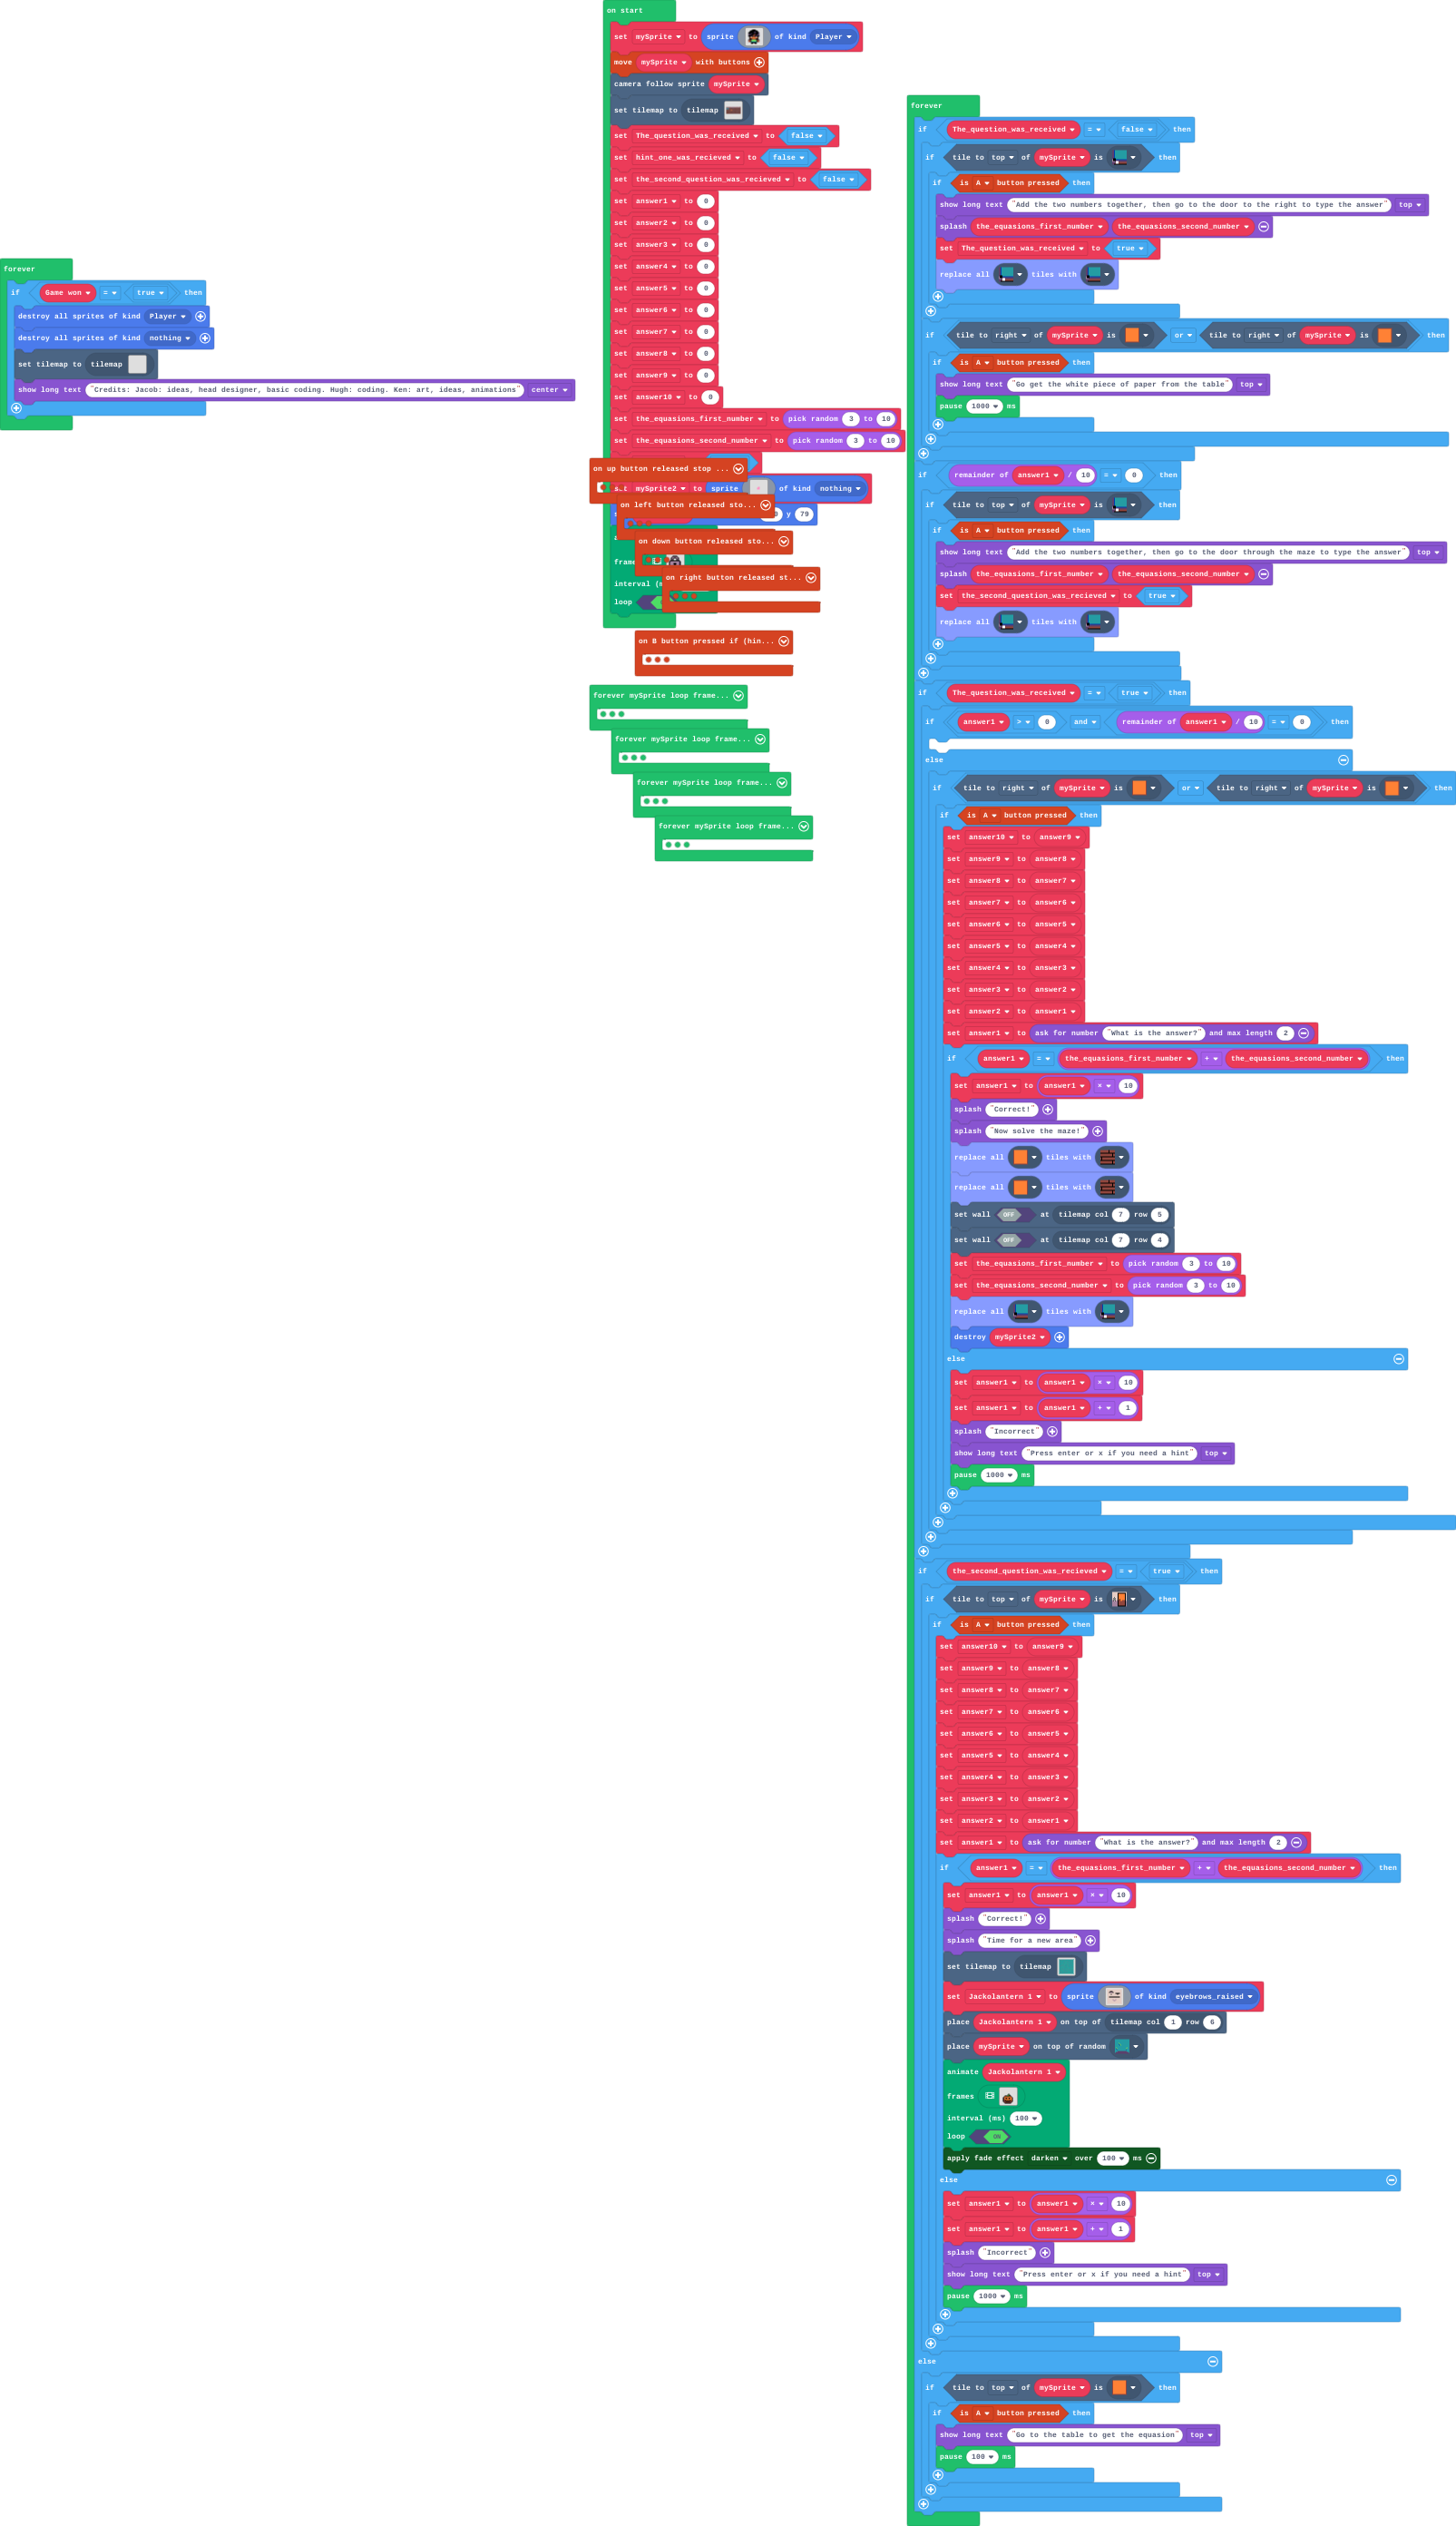 on start
set mySprite to sprite of kind Player
move mySprite with buttons
camera follow sprite mySprite
set tilemap to tilemap
set The_question_was_received to false
set hint_one_was_recieved to false
set the_second_question_was_recieved to false
set answer1 to 0
set answer2 to 0
set answer3 to 0
set answer4 to 0
set answer5 to 0
set answer6 to 0
set answer7 to 0
set answer8 to 0
set answer9 to 0
set answer10 to 0
set the_equasions_first_number to pick random 3 to 10
set the_equasions_second_number to pick random 3 to 10
on up button released stop ...
set mySprite2 to sprite of kind nothing
on left button released sto...
y 79
on down button released sto...
on right button released st...
interval
loop
on B button pressed if (hin...
forever mySprite loop frame...
forever mySprite loop frame...
forever mySprite loop frame...
forever mySprite loop frame...
forever
if Game won = true then
destroy all sprites of kind Player
destroy all sprites of kind nothing
set tilemap to tilemap
show long text "Credits: Jacob: ideas, head designer, basic coding. Hugh: coding. Ken: art, ideas, animations" center
forever
if The_question_was_received = false then
if tile to top of mySprite is then
if is A button pressed then
show long text "Add the two numbers together, then go to the door to the right to type the answer" top
splash the_equasions_first_number the_equasions_second_number
set The_question_was_received to true
replace all tiles with
if tile to right of mySprite is or tile to right of mySprite is then
if is A button pressed then
show long text "Go get the white piece of paper from the table" top
pause 1000 ms
if remainder of answer1 / 10 = 0 then
if tile to top of mySprite is then
if is A button pressed then
show long text "Add the two numbers together, then go to the door through the maze to type the answer" top
splash the_equasions_first_number the_equasions_second_number
set the_second_question_was_recieved to true
replace all tiles with
if The_question_was_received = true then
if answer1 > 0 and remainder of answer1 / 10 = 0 then
else
if tile to right of mySprite is or tile to right of mySprite is then
if is A button pressed then
set answer10 to answer9
set answer9 to answer8
set answer8 to answer7
set answer7 to answer6
set answer6 to answer5
set answer5 to answer4
set answer4 to answer3
set answer3 to answer2
set answer2 to answer1
set answer1 to ask for number "What is the answer?" and max length 2
if answer1 = the_equasions_first_number + the_equasions_second_number then
set answer1 to answer1 × 10
splash "Correct!"
splash "Now solve the maze!"
replace all tiles with
replace all tiles with
set wall OFF at tilemap col 7 row 5
set wall OFF at tilemap col 7 row 4
set the_equasions_first_number to pick random 3 to 10
set the_equasions_second_number to pick random 3 to 10
replace all tiles with
destroy mySprite2
else
set answer1 to answer1 × 10
set answer1 to answer1 + 1
splash "Incorrect"
show long text "Press enter or x if you need a hint" top
pause 1000 ms
if the_second_question_was_recieved = true then
if tile to top of mySprite is then
if is A button pressed then
set answer10 to answer9
set answer9 to answer8
set answer8 to answer7
set answer7 to answer6
set answer6 to answer5
set answer5 to answer4
set answer4 to answer3
set answer3 to answer2
set answer2 to answer1
set answer1 to ask for number "What is the answer?" and max length 2
if answer1 = the_equasions_first_number + the_equasions_second_number then
set answer1 to answer1 × 10
splash "Correct!"
splash "Time for a new area"
set tilemap to tilemap
set Jackolantern 1 to sprite of kind eyebrows_raised
place Jackolantern 1 on top of tilemap col 1 row 6
place mySprite on top of random
animate Jackolantern 1
frames
interval (ms) 100
loop ON
apply fade effect darken over 100 ms
else
set answer1 to answer1 × 10
set answer1 to answer1 + 1
splash "Incorrect"
show long text "Press enter or x if you need a hint" top
pause 1000 ms
else
if tile to top of mySprite is then
if is A button pressed then
show long text "Go to the table to get the equasion" top
pause 100 ms